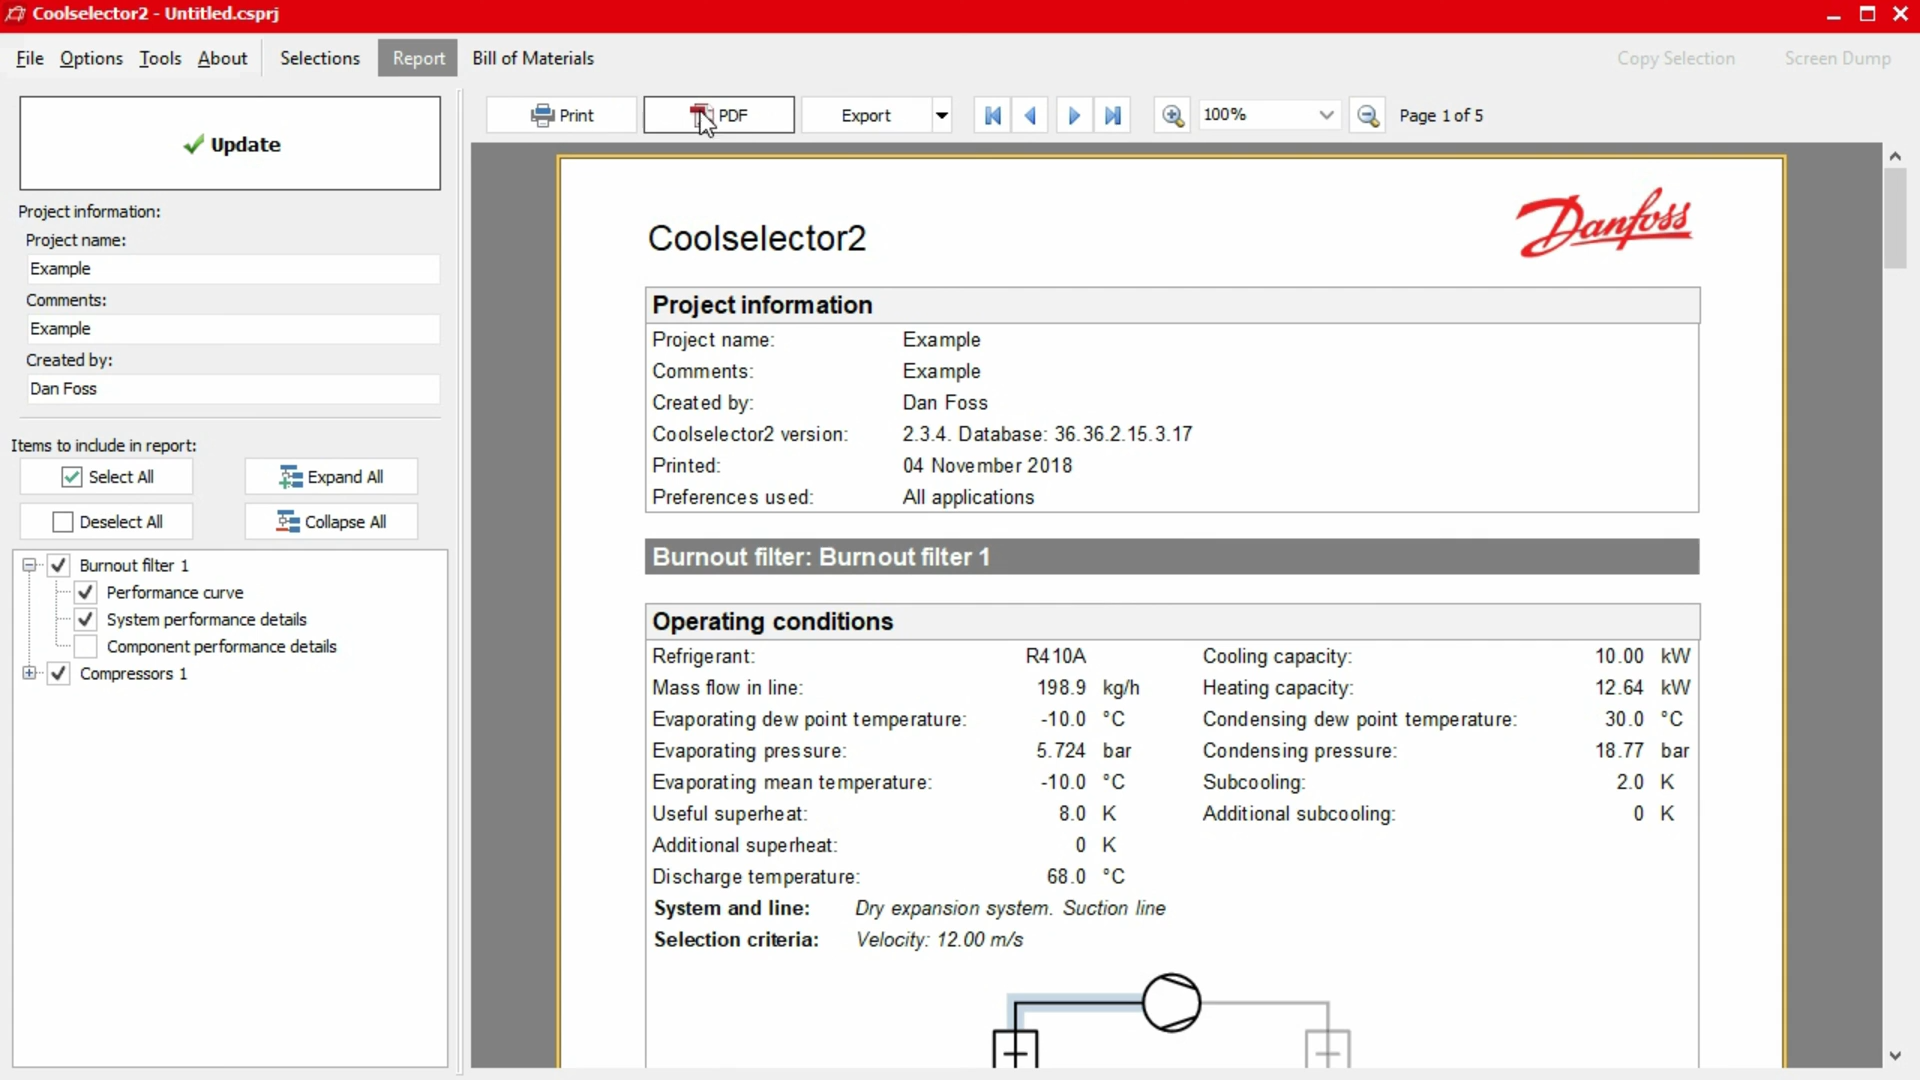 Coolselector2 - Untitled.csprj
File Options Tools About Selections Report Bill of Materials Copy Selection Screen Dump
Update
Print PDF Export 100% Page 1 of 5
Project information:
Project name:
Example
Comments:
Example
Created by:
Dan Foss
Items to include in report:
Select All Expand All
Deselect All Collapse All
Burnout filter 1
Performance curve
System performance details
Component performance details
Compressors 1
Coolselector2
Danfoss
Project information
Project name: Example
Comments: Example
Created by: Dan Foss
Coolselector2 version: 2.3.4. Database: 36.36.2.15.3.17
Printed: 04 November 2018
Preferences used: All applications
Burnout filter: Burnout filter 1
Operating conditions
Refrigerant: R410A Cooling capacity: 10.00 kW
Mass flow in line: 198.9 kg/h Heating capacity: 12.64 kW
Evaporating dew point temperature: -10.0 °C Condensing dew point temperature: 30.0 °C
Evaporating pressure: 5.724 bar Condensing pressure: 18.77 bar
Evaporating mean temperature: -10.0 °C Subcooling: 2.0 K
Useful superheat: 8.0 K Additional subcooling: 0 K
Additional superheat: 0 K
Discharge temperature: 68.0 °C
System and line: Dry expansion system. Suction line
Selection criteria: Velocity: 12.00 m/s